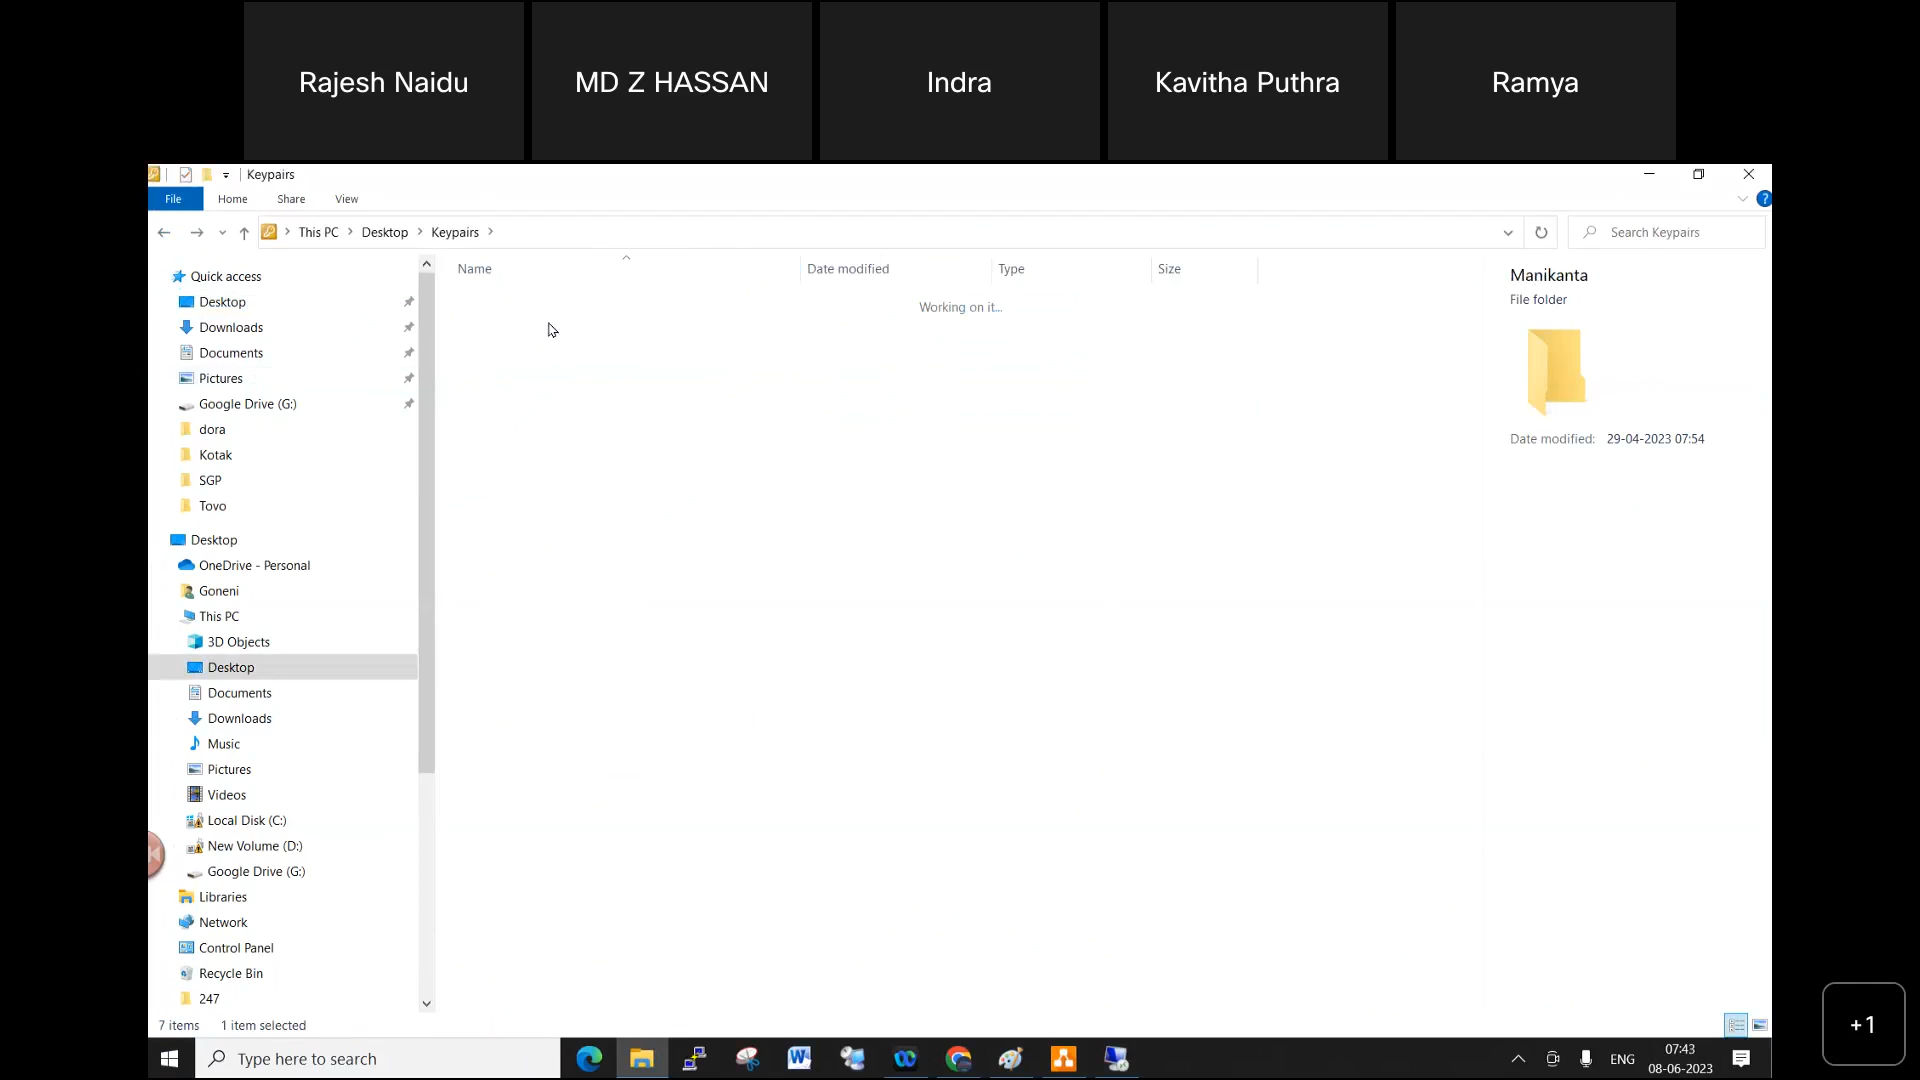 Rajesh Naidu
MD Z HASSAN
Indra
Kavitha Puthra
Ramya
Keypairs
File Home Share View
This PC Desktop Keypairs
Search Keypairs
Name Date modified Type Size
Working on it...
Quick access
Desktop
Downloads
Documents
Pictures
Google Drive (G:)
dora
Kotak
SGP
Tovo
Desktop
OneDrive - Personal
Goneni
This PC
3D Objects
Desktop
Documents
Downloads
Music
Pictures
Videos
Local Disk (C:)
New Volume (D:)
Google Drive (G:)
Libraries
Network
Control Panel
Recycle Bin
247
Manikanta
File folder
Date modified: 29-04-2023 07:54
7 items 1 item selected
+1
Type here to search
ENG
07:43
08-06-2023